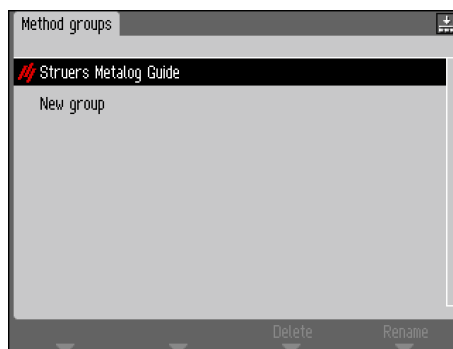 Method groups
Struers Metalog Guide
New group
Delete Rename